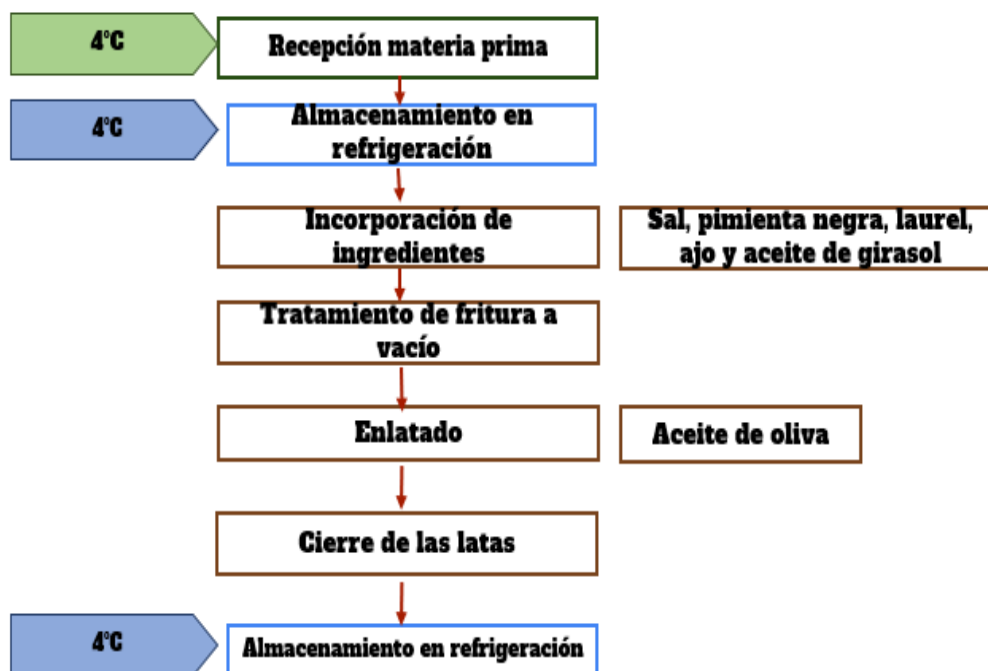 4°C
Recepción materia prima
4°C
Almacenamiento en
refrigeración
Incorporación de
ingredientes
Sal, pimienta negra, laurel,
ajo y aceite de girasol
Tratamiento de fritura a
vacío
Enlatado
Aceite de oliva
Cierre de las latas
4°C
Almacenamiento en refrigeración